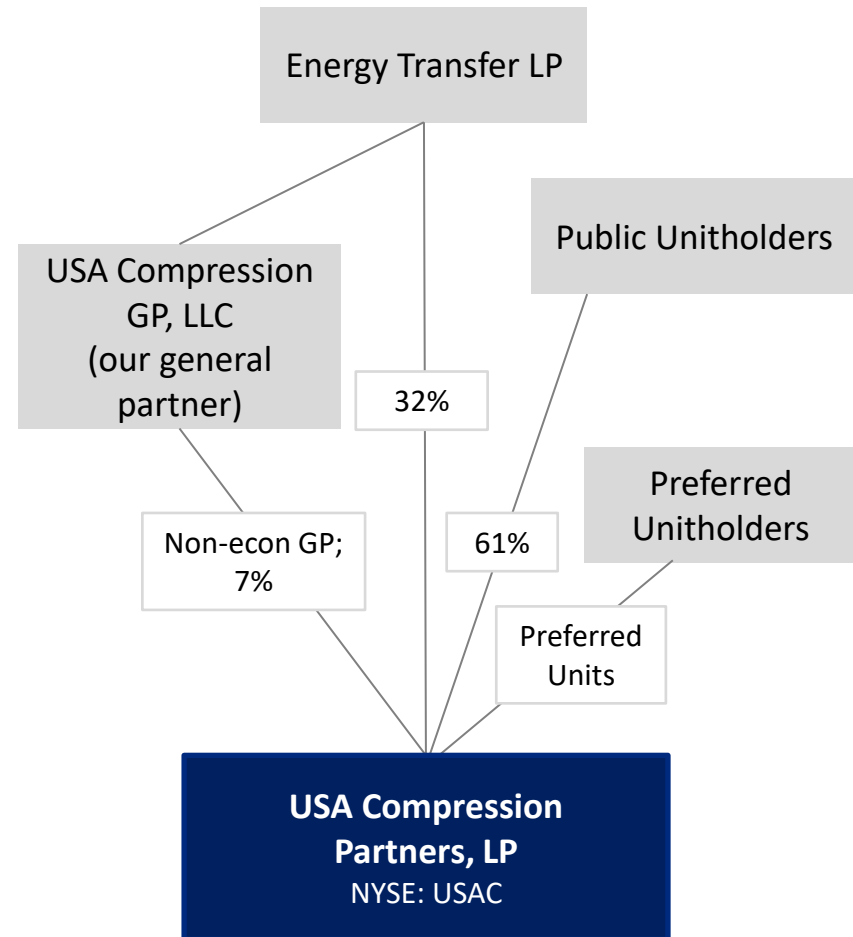 Energy Transfer LP
Public Unitholders
USA Compression
GP, LLC
(our general
partner)
32%
Preferred
Unitholders
Non-econ GP;
7%
61%
Preferred
Units
USA Compression
Partners, LP
NYSE: USAC